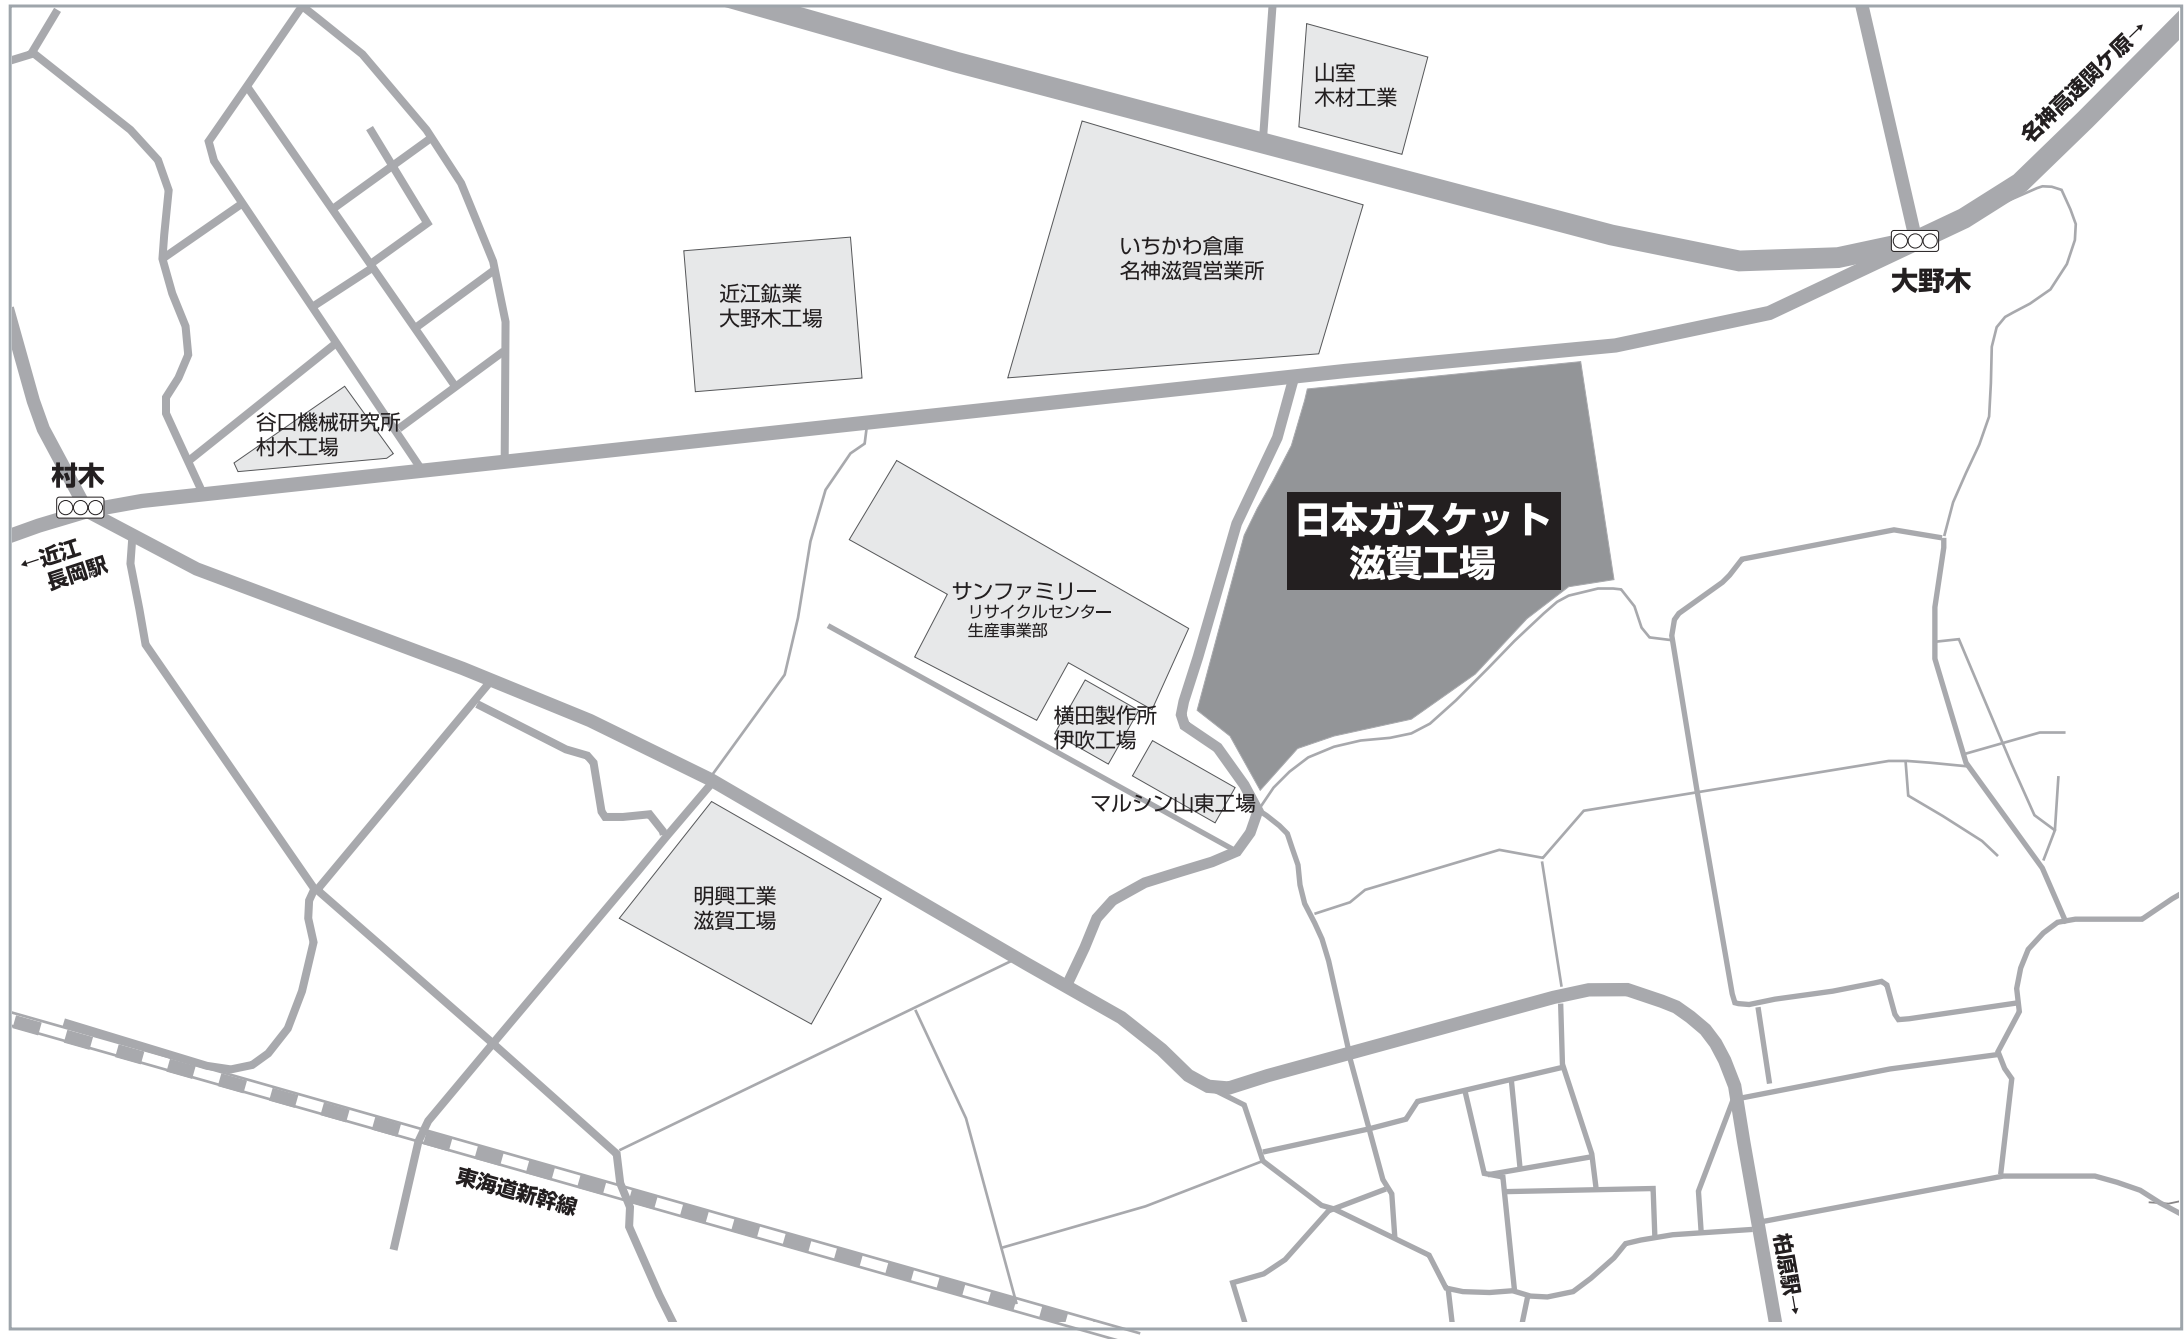 山室
木材工業
名神高速関ケ原→
いちかわ倉庫
名神滋賀営業所
大野木
近江鉱業
大野木工場
谷口機械研究所
村木工場
村木
←近江
長岡駅
日本ガスケット
滋賀工場
サンファミリー
リサイクルセンター
生産事業部
横田製作所
伊吹工場
マルシン山東工場
明興工業
滋賀工場
東海道新幹線
柏原駅→